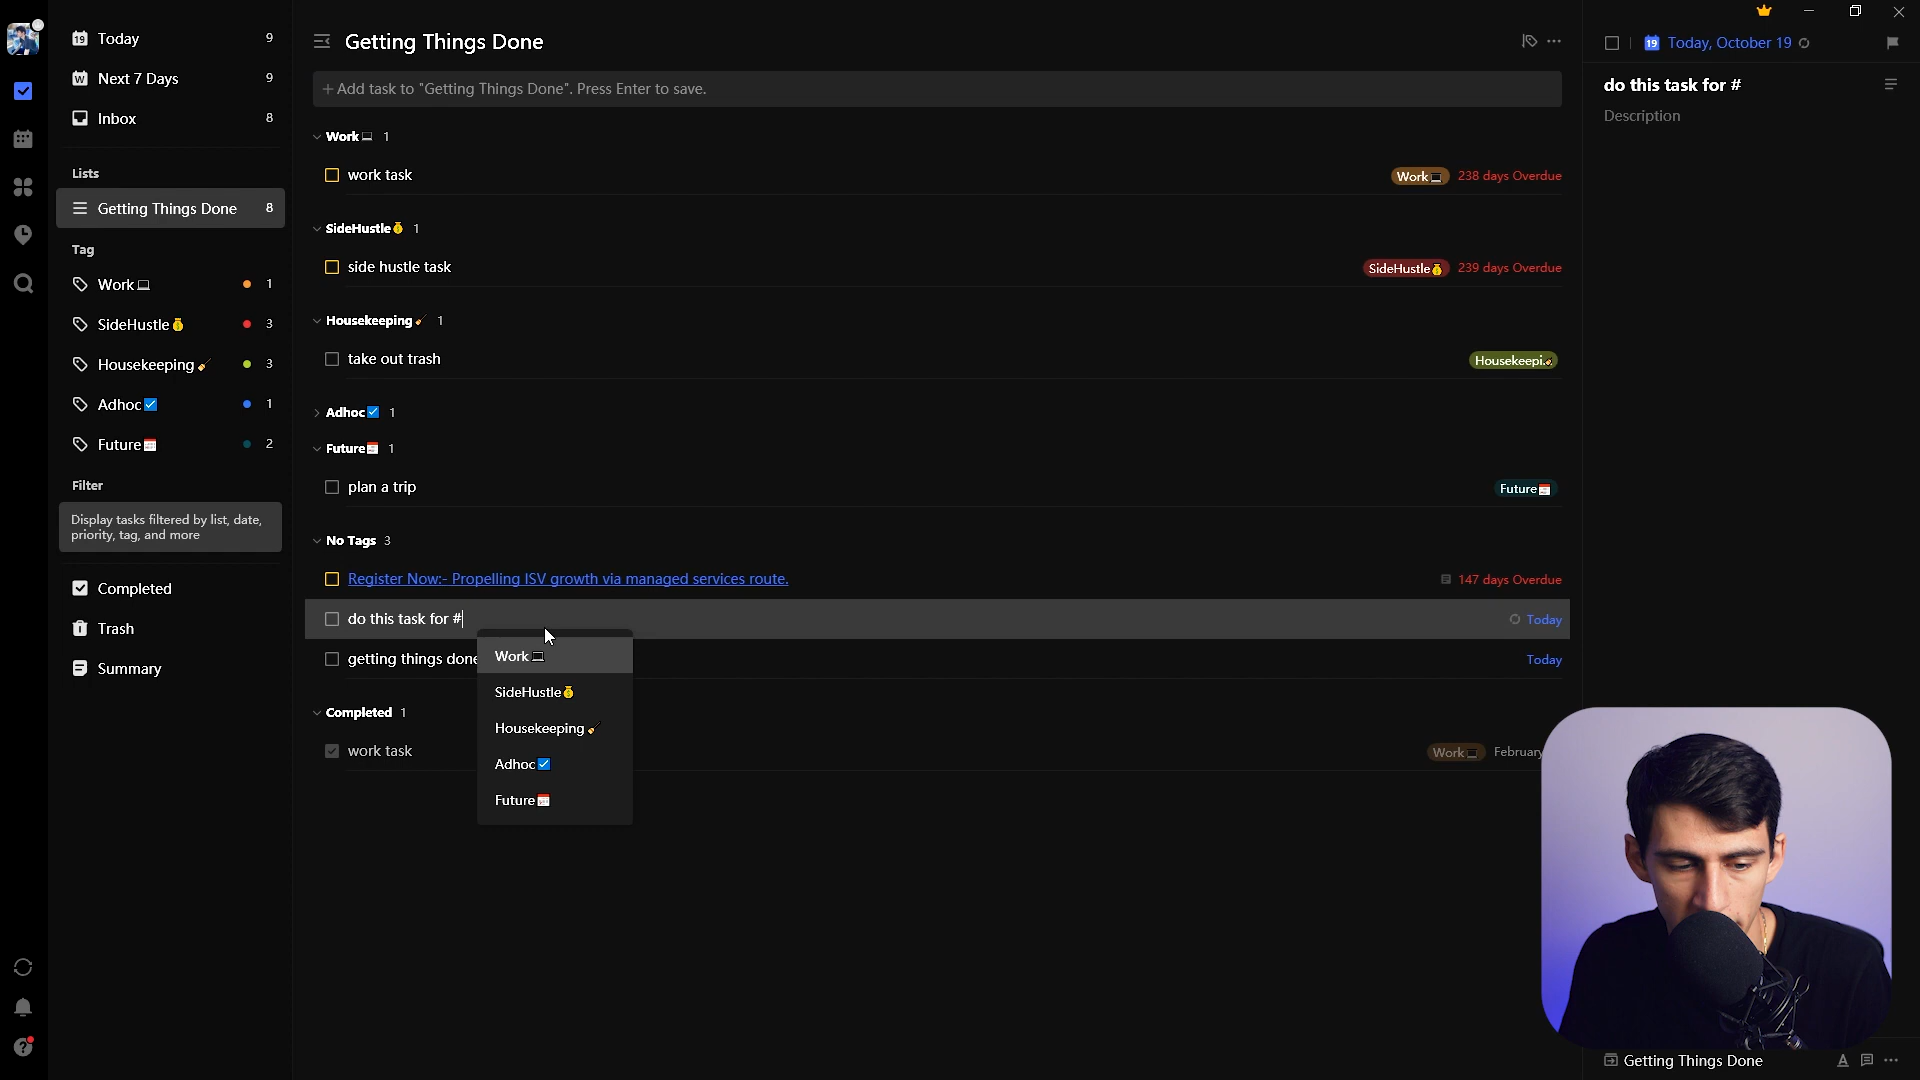 Today 9
Next 7 Days 9
Inbox 8
Lists
Getting Things Done 8
Tag
Work 1
SideHustle 3
Housekeeping 3
Adhoc 1
Future 2
Filter
Display tasks filtered by list, date,
priority, tag, and more
Completed
Trash
Summary
Getting Things Done
+ Add task to "Getting Things Done". Press Enter to save.
Work 1
work task Work 238 days Overdue
SideHustle 1
side hustle task SideHustle 239 days Overdue
Housekeeping 1
take out trash Housekeepi..
Adhoc 1
Future 1
plan a trip Future
No Tags 3
Register Now:- Propelling ISV growth via managed services route. 147 days Overdue
do this task for # Today
getting things done Today
Work
SideHustle
Housekeeping
Adhoc
Future
Completed 1
work task Work February
19 Today, October 19
do this task for #
Description
Getting Things Done